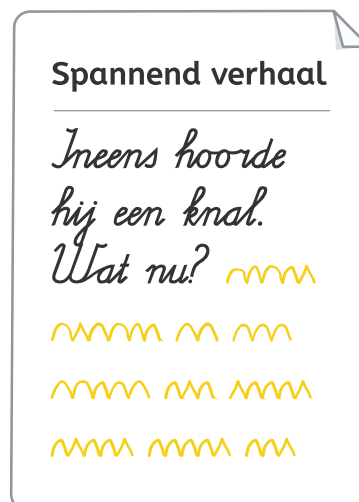 Spannend verhaal
Ineens hoorde
hij een knal.
Wat nu?